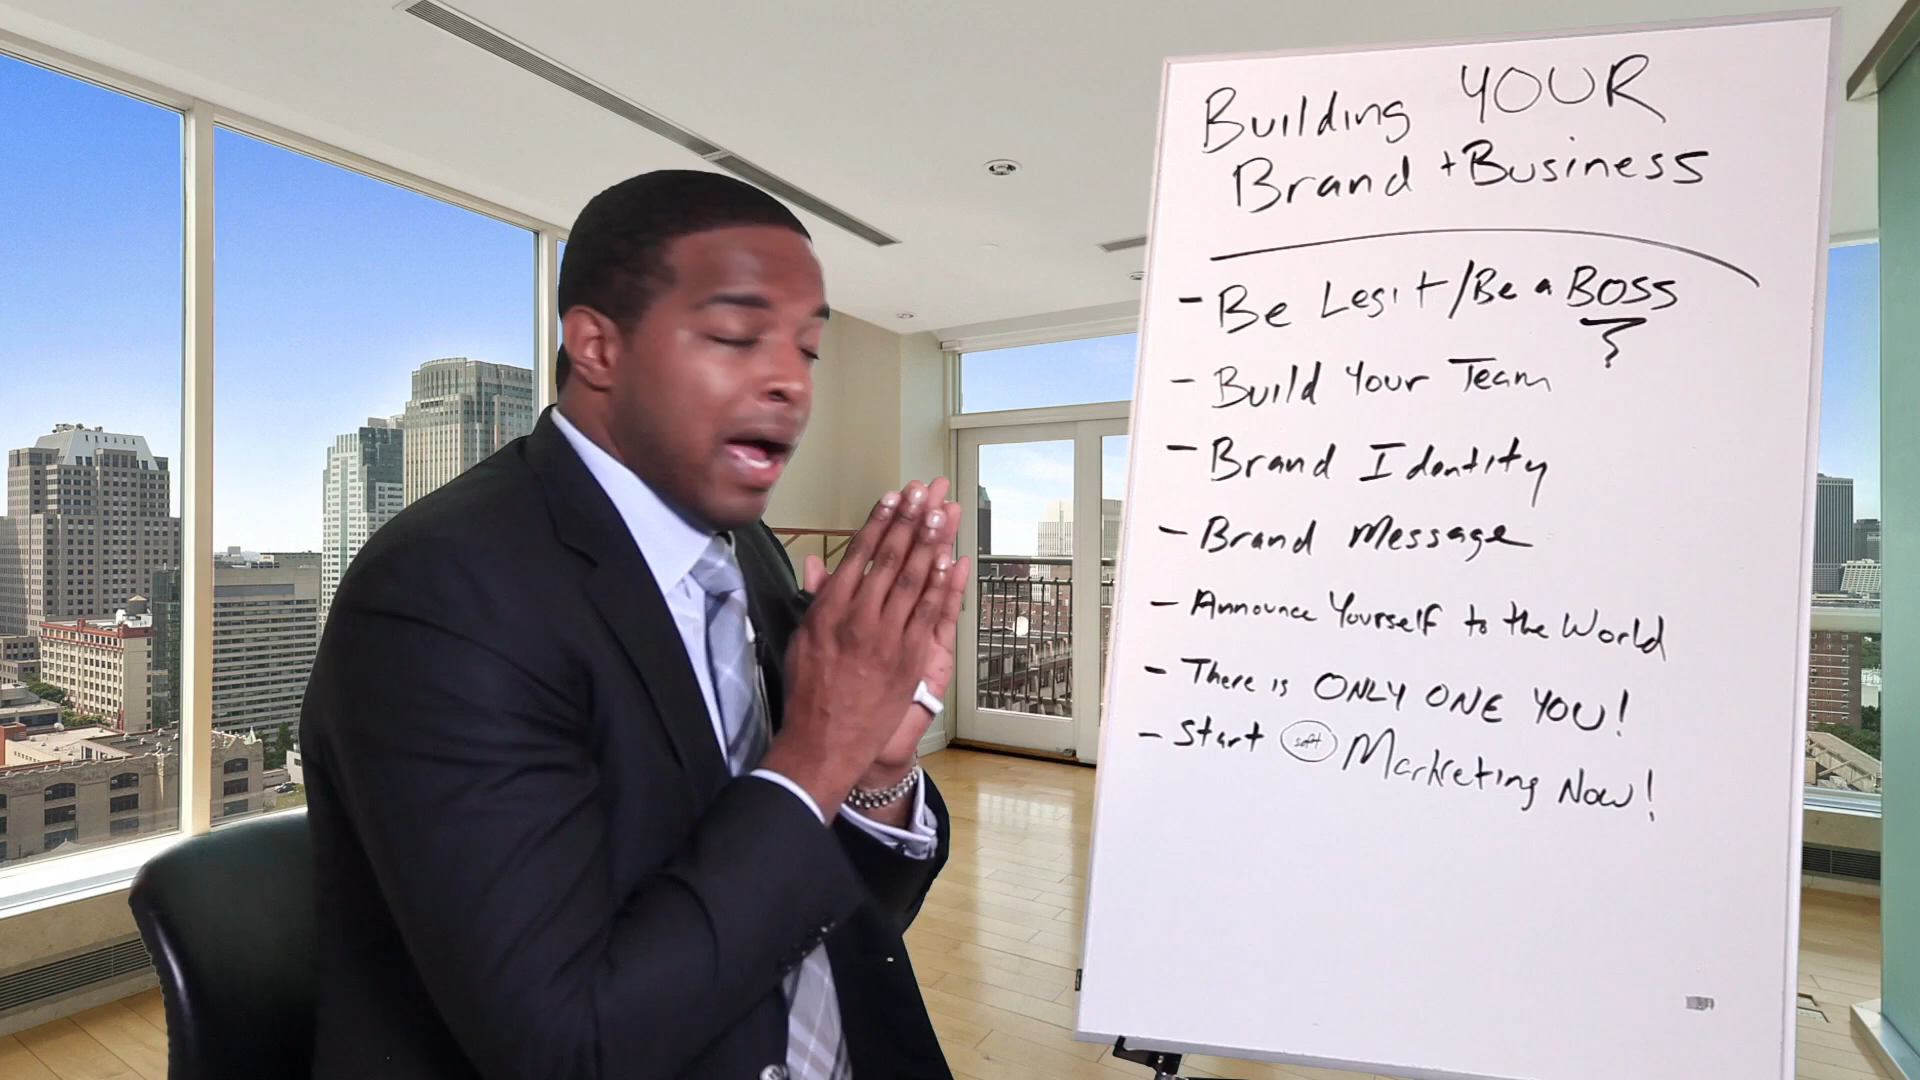 Building YOUR
Brand + Business
- Be Legit/Be a BOSS
- Build Your Team
- Brand Identity
- Brand Message
- Announce Yourself to the World
- There is ONLY ONE YOU!
- Start soft Marketing Now!